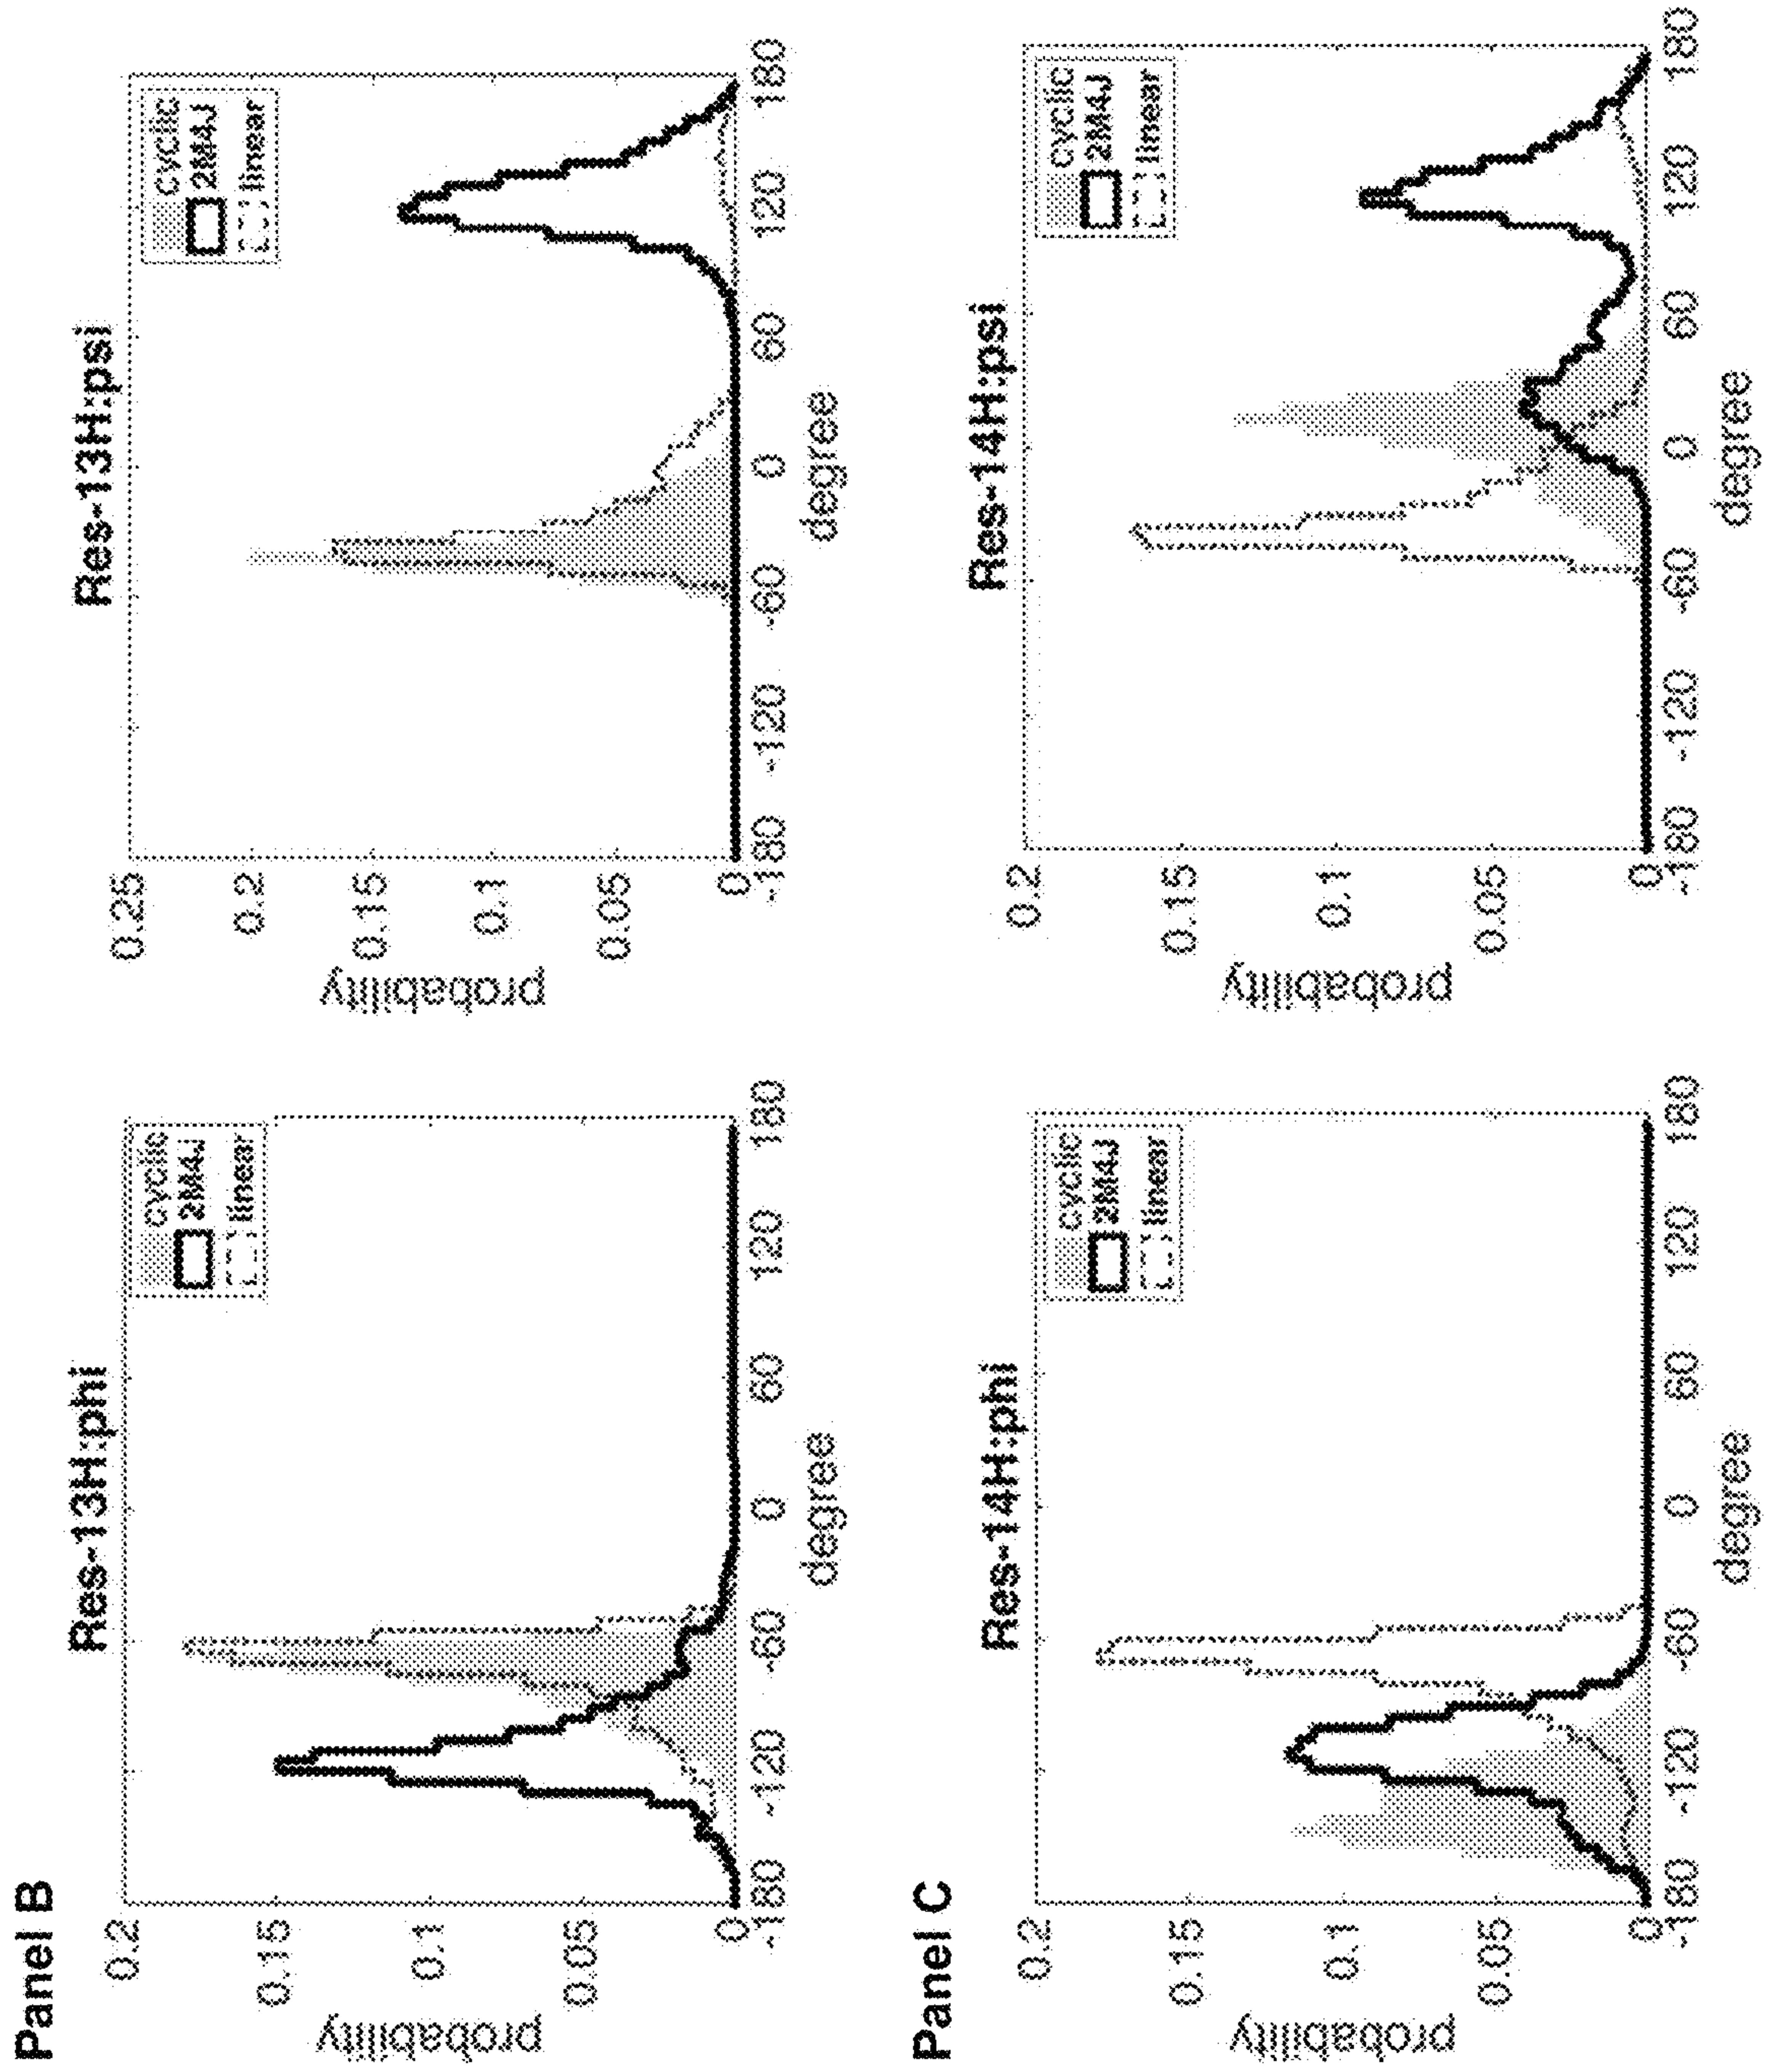 Panel B
Res-13H:phi
probability
0.2
0.15
0.1
0.05
0
-180
-120
-60
0
60
120
180
degree
cyclic
2M4J
linear
Res-13H:psi
probability
0.25
0.2
0.15
0.1
0.05
0
-180
-120
-60
0
60
120
180
degree
cyclic
2M4J
linear
Panel C
Res-14H:phi
probability
0.2
0.15
0.1
0.05
0
-180
-120
-60
0
60
120
180
degree
cyclic
2M4J
linear
Res-14H:psi
probability
0.2
0.15
0.1
0.05
0
-180
-120
-60
0
60
120
180
degree
cyclic
2M4J
linear